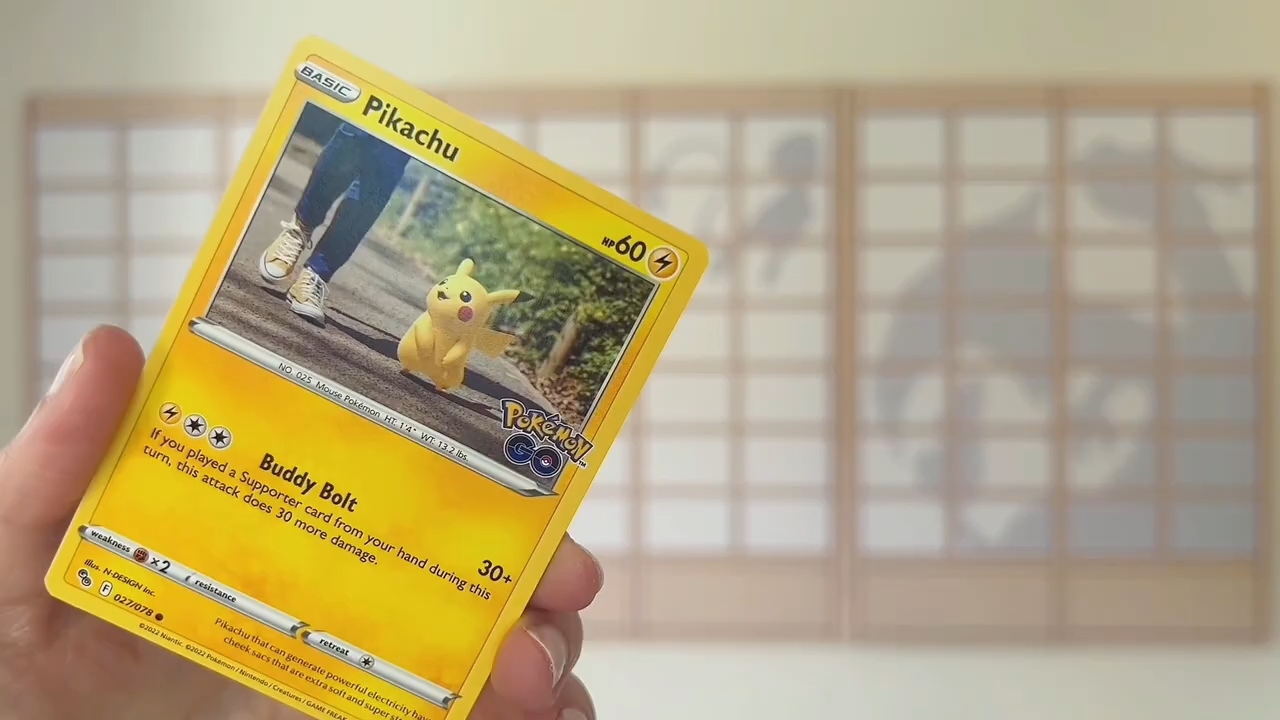 BASIC
Pikachu
HP60
NO. 025 Mouse Pokémon HT: 1'4" WT: 13.2 lbs.
Pokémon
GO™
Buddy Bolt
30+
If you played a Supporter card from your hand during this
turn, this attack does 30 more damage.
weakness ×2
resistance
retreat
Illus. N-DESIGN Inc.
F 027/078
Pikachu that can generate powerful electricity have
cheek sacs that are extra soft and super
©2022 Niantic. ©2022 Pokémon / Nintendo / Creatures / GAME FREAK